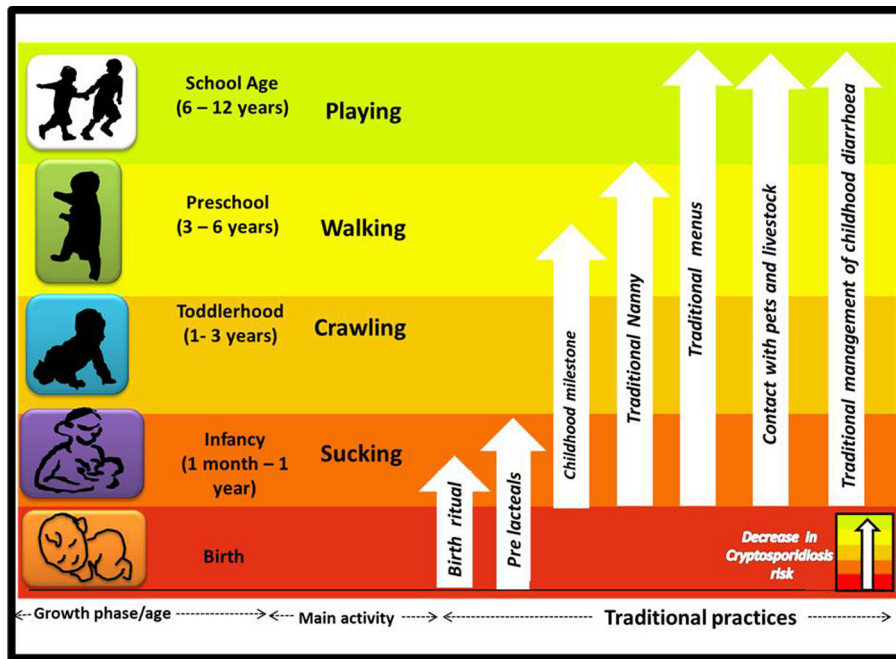 School Age
(6 – 12 years)
Playing
Preschool
(3 – 6 years)
Walking
Toddlerhood
(1- 3 years)
Crawling
Infancy
(1 month – 1
year)
Sucking
Birth
Birth ritual
Pre lacteals
Childhood milestone
Traditional Nanny
Traditional menus
Contact with pets and livestock
Traditional management of childhood diarrhoea
Decrease in
Cryptosporidiosis
risk
Growth phase/age
Main activity
Traditional practices